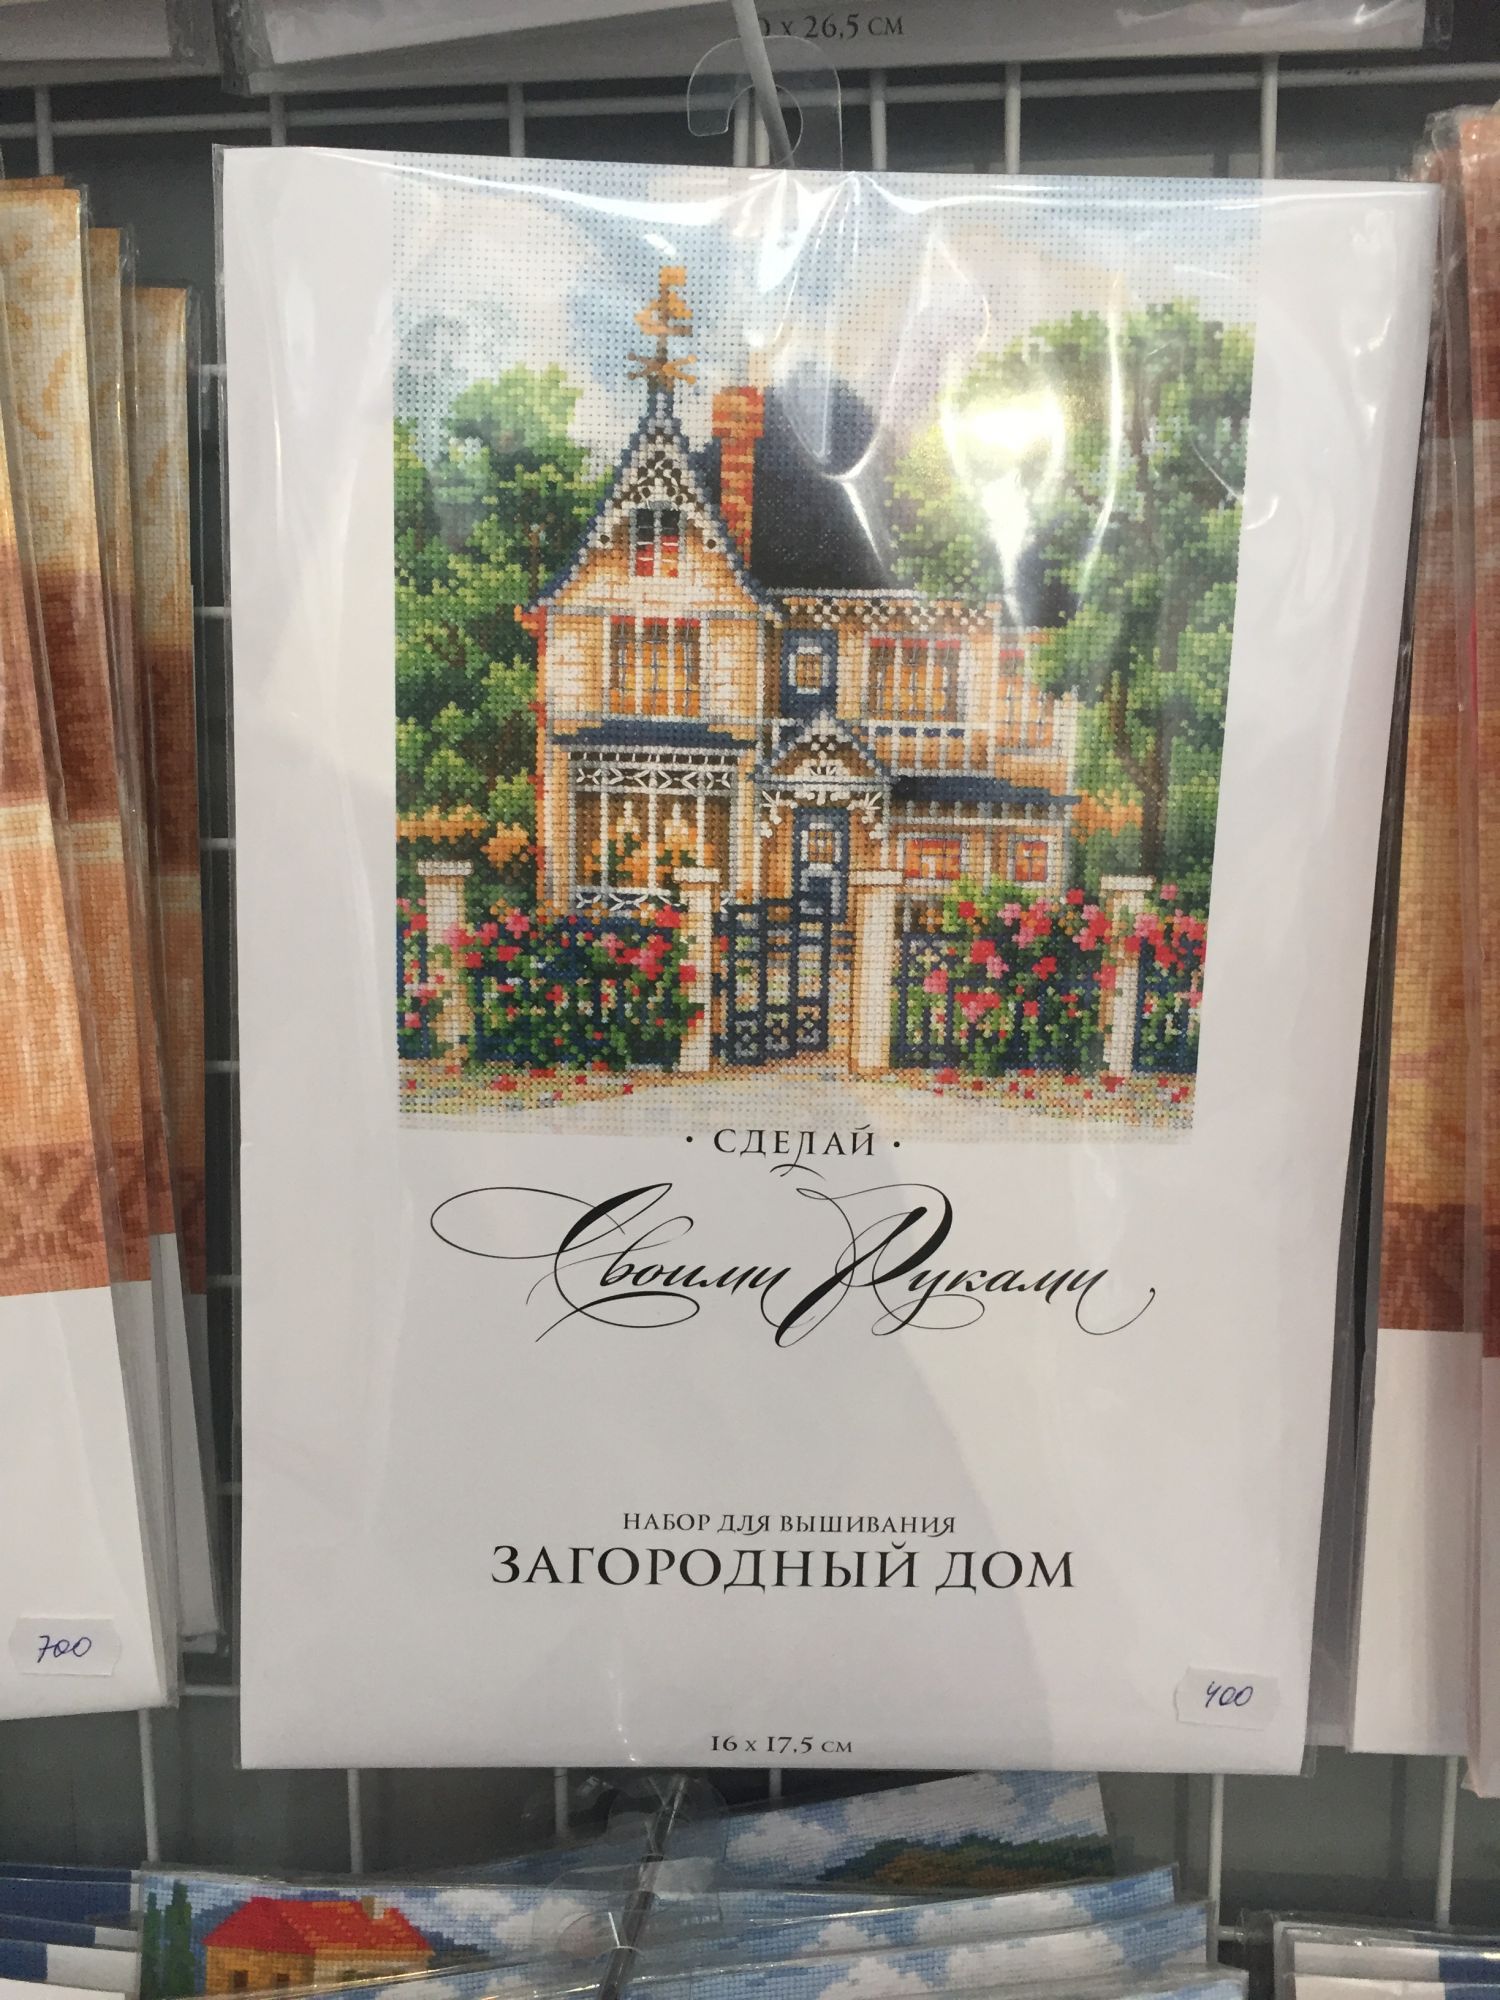 х 26,5 см
· СДЕЛАЙ ·
Своими Руками
НАБОР ДЛЯ ВЫШИВАНИЯ
ЗАГОРОДНЫЙ ДОМ
700
400
16 х 17,5 см